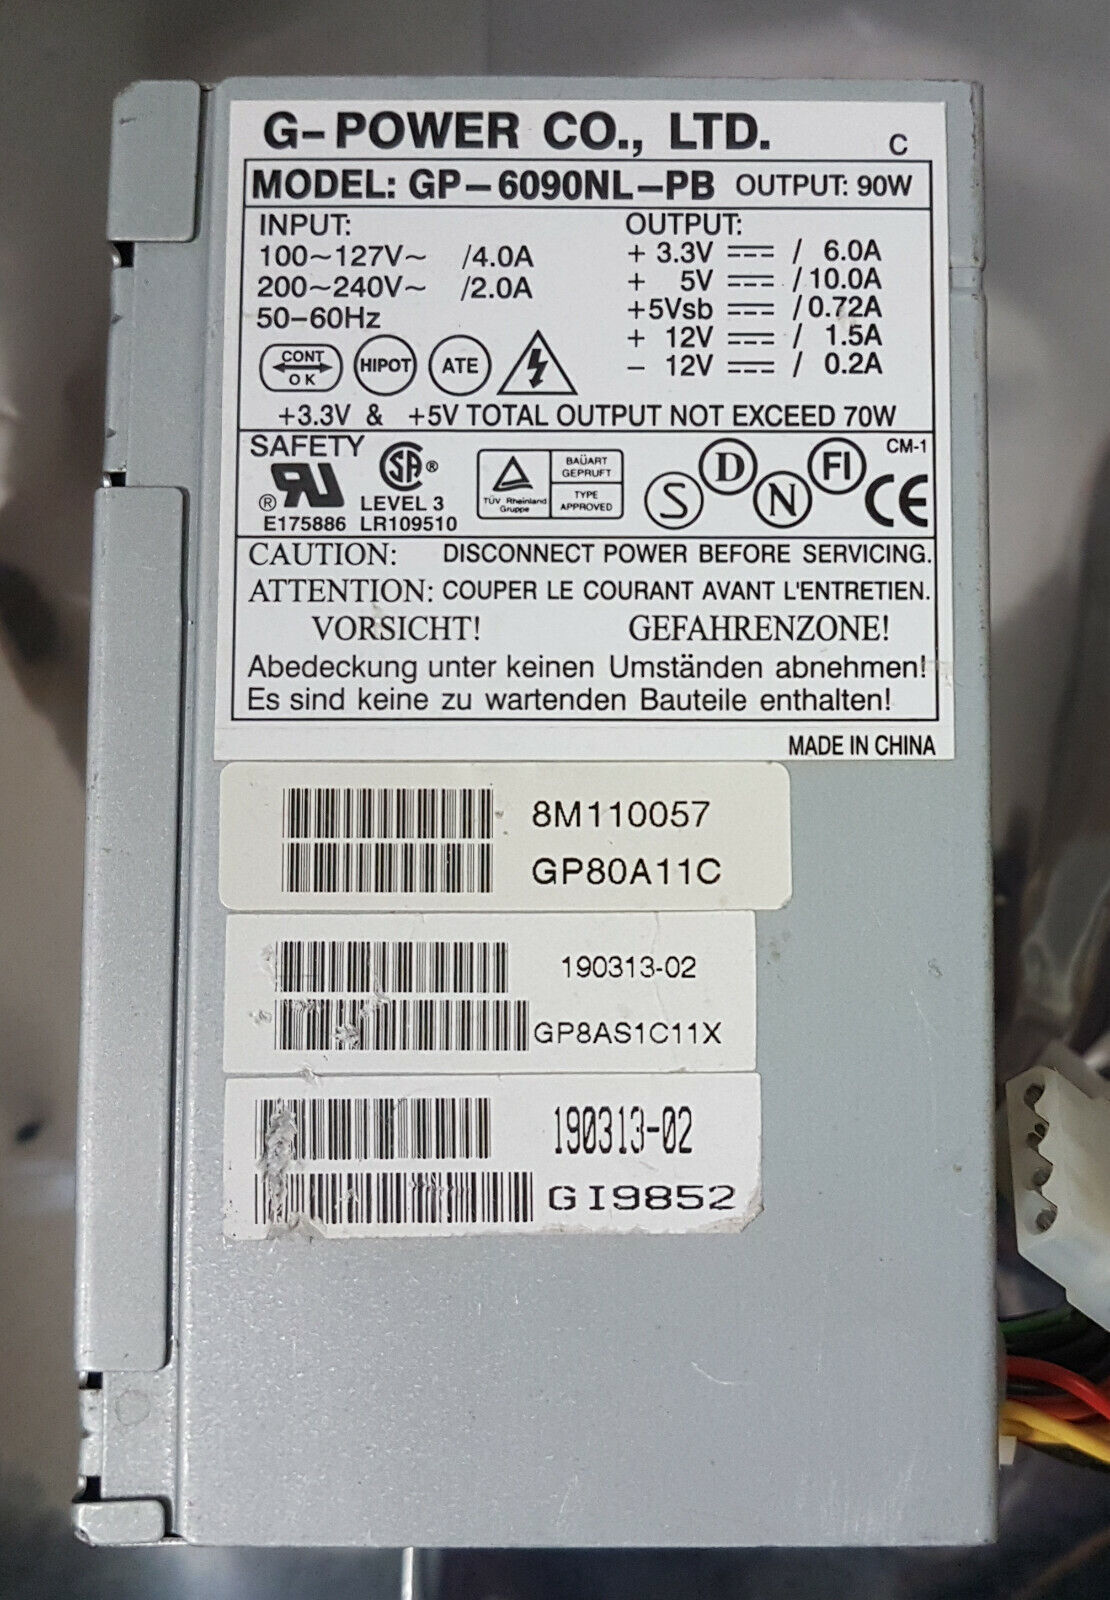 G-POWER CO., LTD. C
MODEL: GP-6090NL-PB OUTPUT: 90W
INPUT: OUTPUT:
100~127V~ /4.0A + 3.3V ⎓ / 6.0A
200~240V~ /2.0A + 5V ⎓ /10.0A
50-60Hz +5Vsb ⎓ /0.72A
+ 12V ⎓ / 1.5A
- 12V ⎓ / 0.2A
CONT OK HIPOT ATE
+3.3V & +5V TOTAL OUTPUT NOT EXCEED 70W
SAFETY CM-1
® RU SA ® TÜV Rheinland Gruppe BAÜART GEPRUFT TYPE APPROVED S D N FI CE
LEVEL 3
E175886 LR109510
CAUTION: DISCONNECT POWER BEFORE SERVICING.
ATTENTION: COUPER LE COURANT AVANT L'ENTRETIEN.
VORSICHT! GEFAHRENZONE!
Abedeckung unter keinen Umständen abnehmen!
Es sind keine zu wartenden Bauteile enthalten!
MADE IN CHINA
8M110057
GP80A11C
190313-02
GP8AS1C11X
190313-02
GI9852